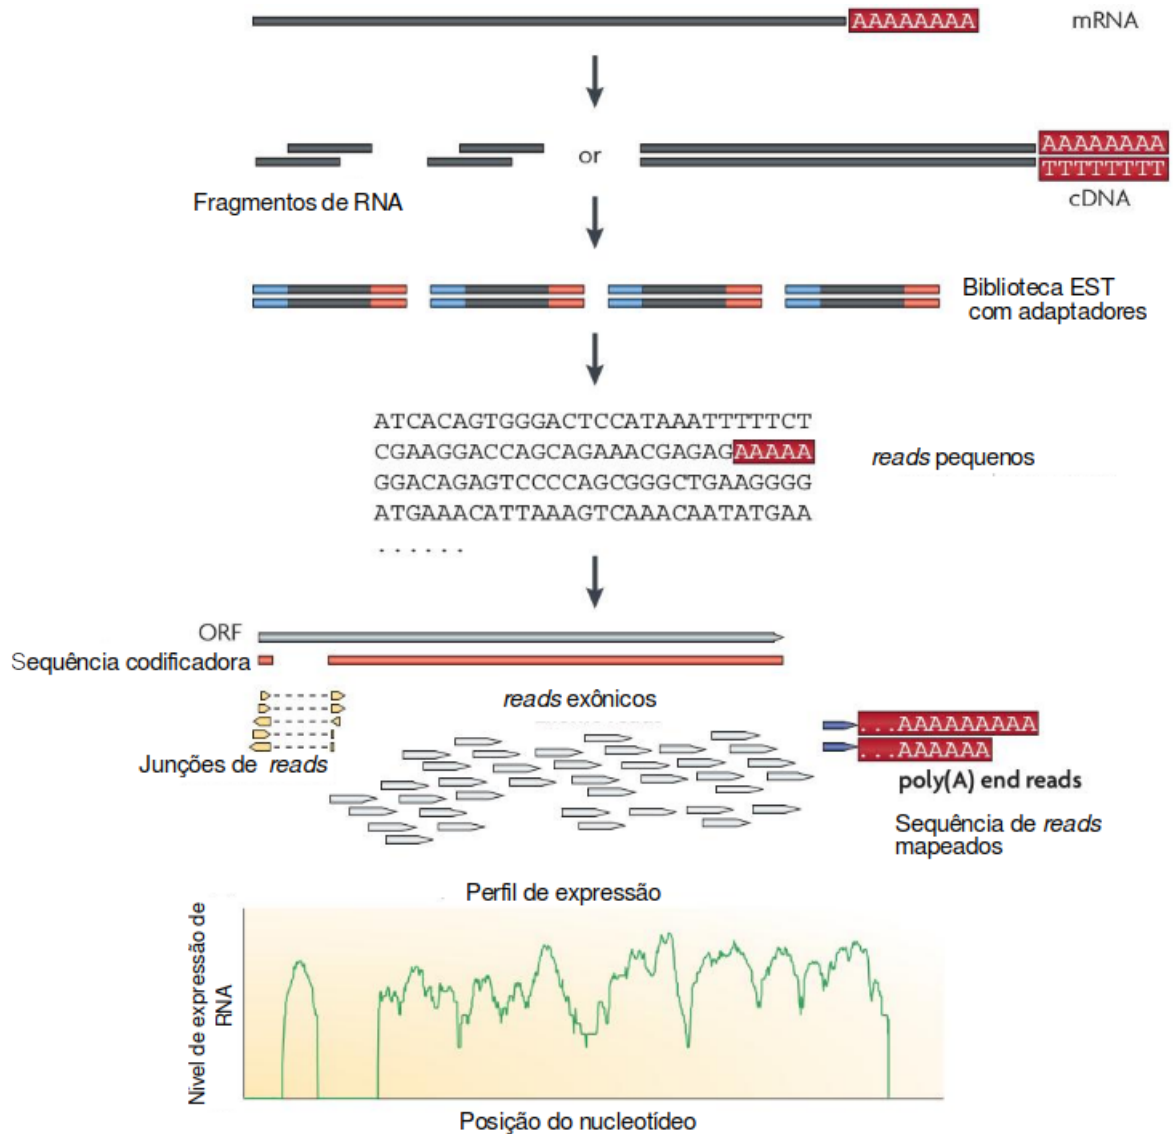 AAAAAAAA
mRNA
or
AAAAAAAA
TTTTTTTT
Fragmentos de RNA
cDNA
Biblioteca EST
com adaptadores
ATCACAGTGGGACTCCATAAATTTTTCT
CGAAGGACCAGCAGAAACGAGAGAAAAA
GGACAGAGTCCCCAGCGGGCTGAAGGGG
ATGAAACATTAAAGTCAAACAATATGAA
. . . . . .
reads pequenos
ORF
Sequência codificadora
reads exônicos
Junções de reads
...AAAAAAAAA
...AAAAAA
poly(A) end reads
Sequência de reads
mapeados
Perfil de expressão
Nível de expressão de
RNA
Posição do nucleotídeo